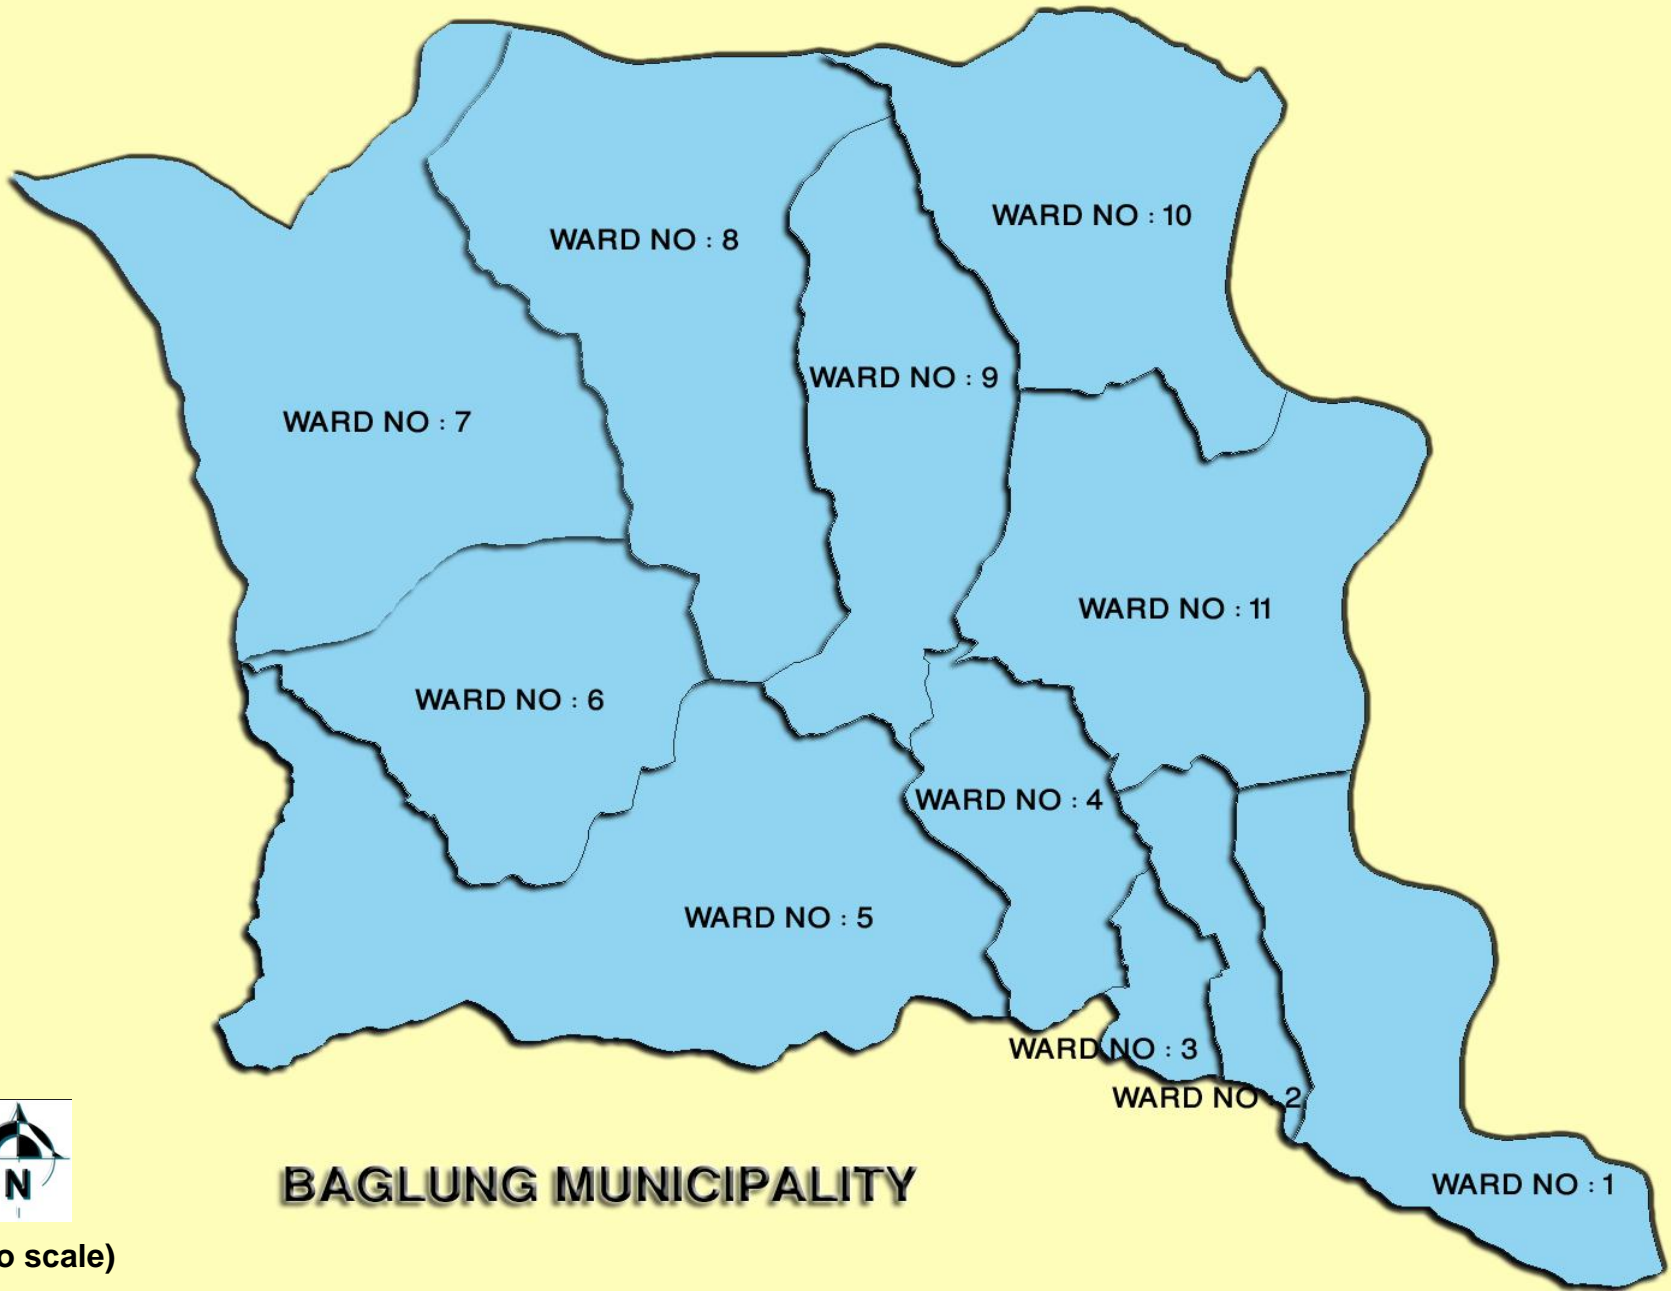 WARD NO : 10
WARD NO : 8
WARD NO : 9
WARD NO : 7
WARD NO : 11
WARD NO : 6
WARD NO : 4
WARD NO : 5
WARD NO : 3
WARD NO : 2
WARD NO : 1
N
BAGLUNG MUNICIPALITY
o scale)